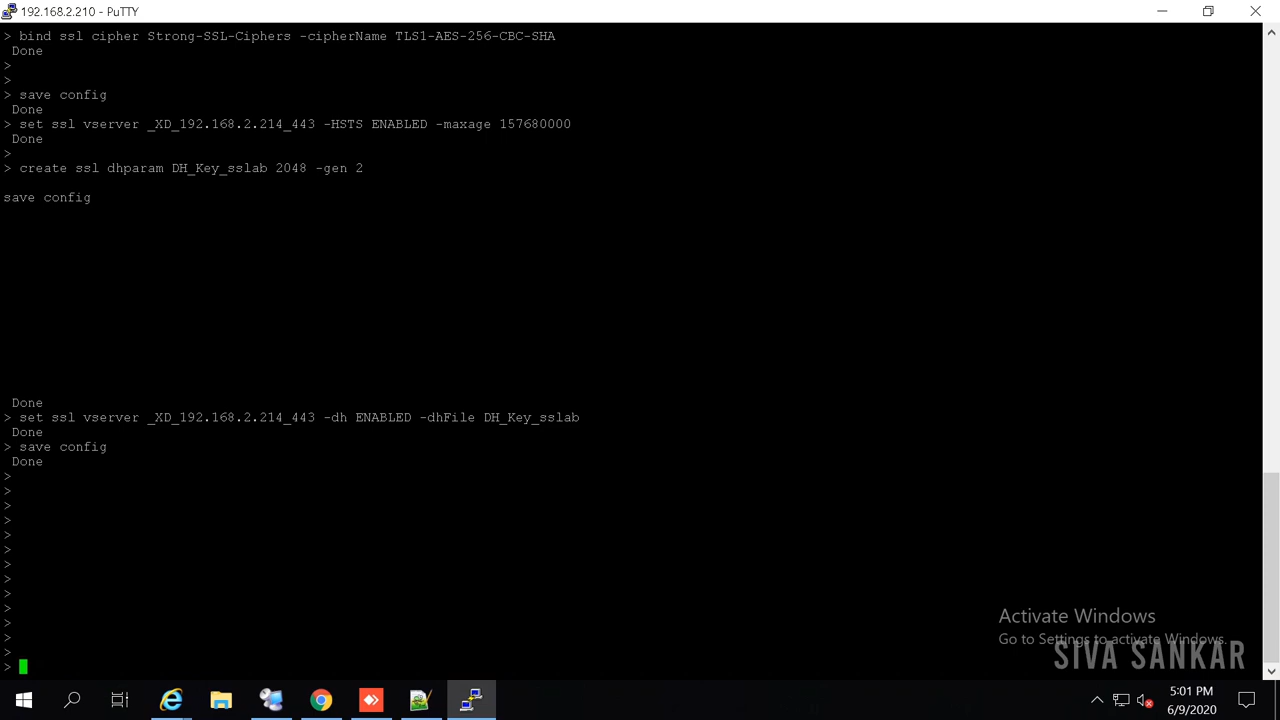 192.168.2.210 - PuTTY
> bind ssl cipher Strong-SSL-Ciphers -cipherName TLS1-AES-256-CBC-SHA
Done
>
>
> save config
Done
> set ssl vserver _XD_192.168.2.214_443 -HSTS ENABLED -maxage 157680000
Done
>
> create ssl dhparam DH_Key_sslab 2048 -gen 2
save config
Done
> set ssl vserver _XD_192.168.2.214_443 -dh ENABLED -dhFile DH_Key_sslab
Done
> save config
Done
>
>
>
>
>
>
>
>
>
>
>
>
>
>
Activate Windows
Go to Settings to activate Windows.
SIVA SANKAR
5:01 PM
6/9/2020